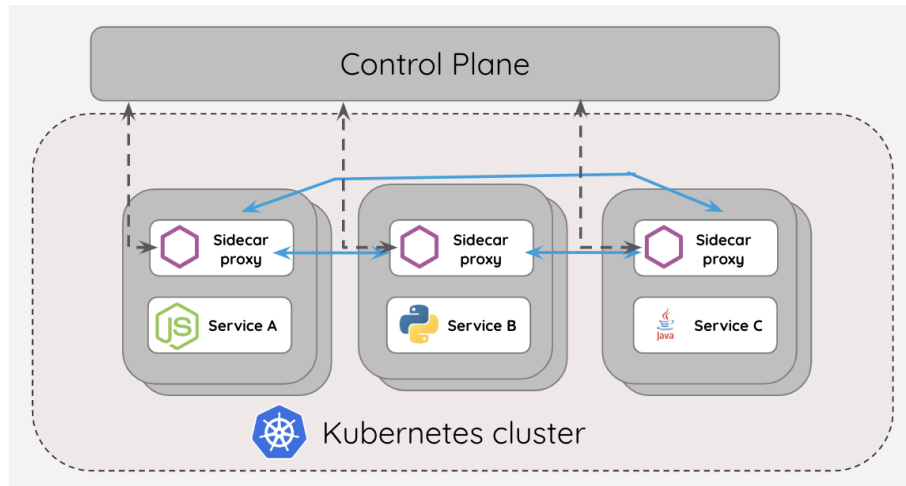 Control Plane
Sidecar
proxy
Sidecar
proxy
Sidecar
proxy
JS
Service A
Service B
Java
Service C
Kubernetes cluster